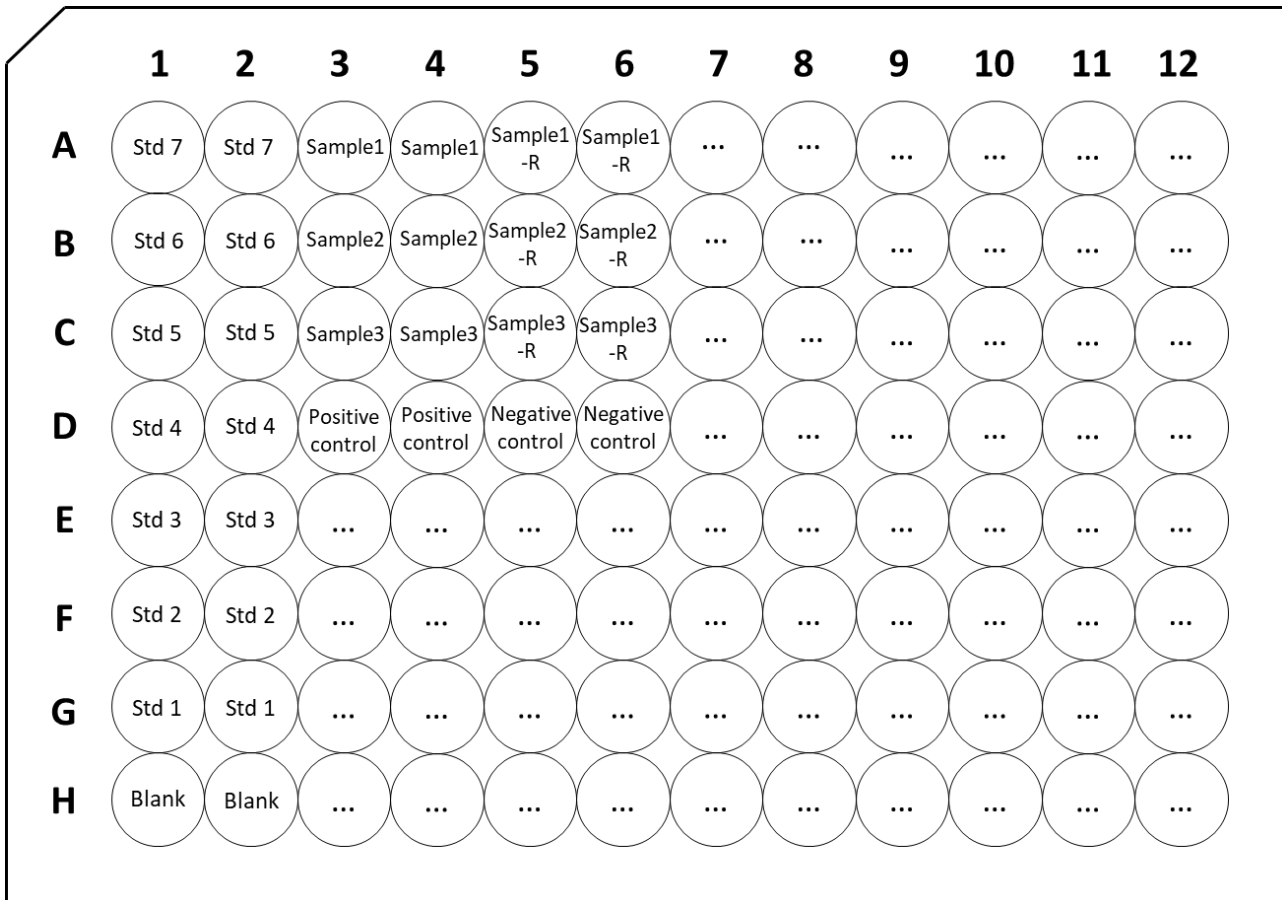 1 2 3 4 5 6 7 8 9 10 11 12
A Std 7 Std 7 Sample1 Sample1 Sample1 -R Sample1 -R ... ... ... ... ... ...
B Std 6 Std 6 Sample2 Sample2 Sample2 -R Sample2 -R ... ... ... ... ... ...
C Std 5 Std 5 Sample3 Sample3 Sample3 -R Sample3 -R ... ... ... ... ... ...
D Std 4 Std 4 Positive control Positive control Negative control Negative control ... ... ... ... ... ...
E Std 3 Std 3 ... ... ... ... ... ... ... ... ... ...
F Std 2 Std 2 ... ... ... ... ... ... ... ... ... ...
G Std 1 Std 1 ... ... ... ... ... ... ... ... ... ...
H Blank Blank ... ... ... ... ... ... ... ... ... ...